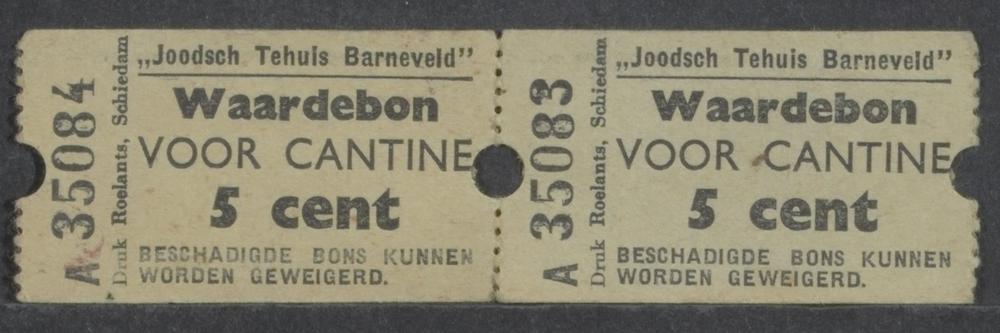 A 35084
Druk Roelants, Schiedam
„Joodsch Tehuis Barneveld”
Waardebon
VOOR CANTINE
5 cent
BESCHADIGDE BONS KUNNEN
WORDEN GEWEIGERD.
A 35083
Druk Roelants, Schiedam
„Joodsch Tehuis Barneveld”
Waardebon
VOOR CANTINE
5 cent
BESCHADIGDE BONS KUNNEN
WORDEN GEWEIGERD.